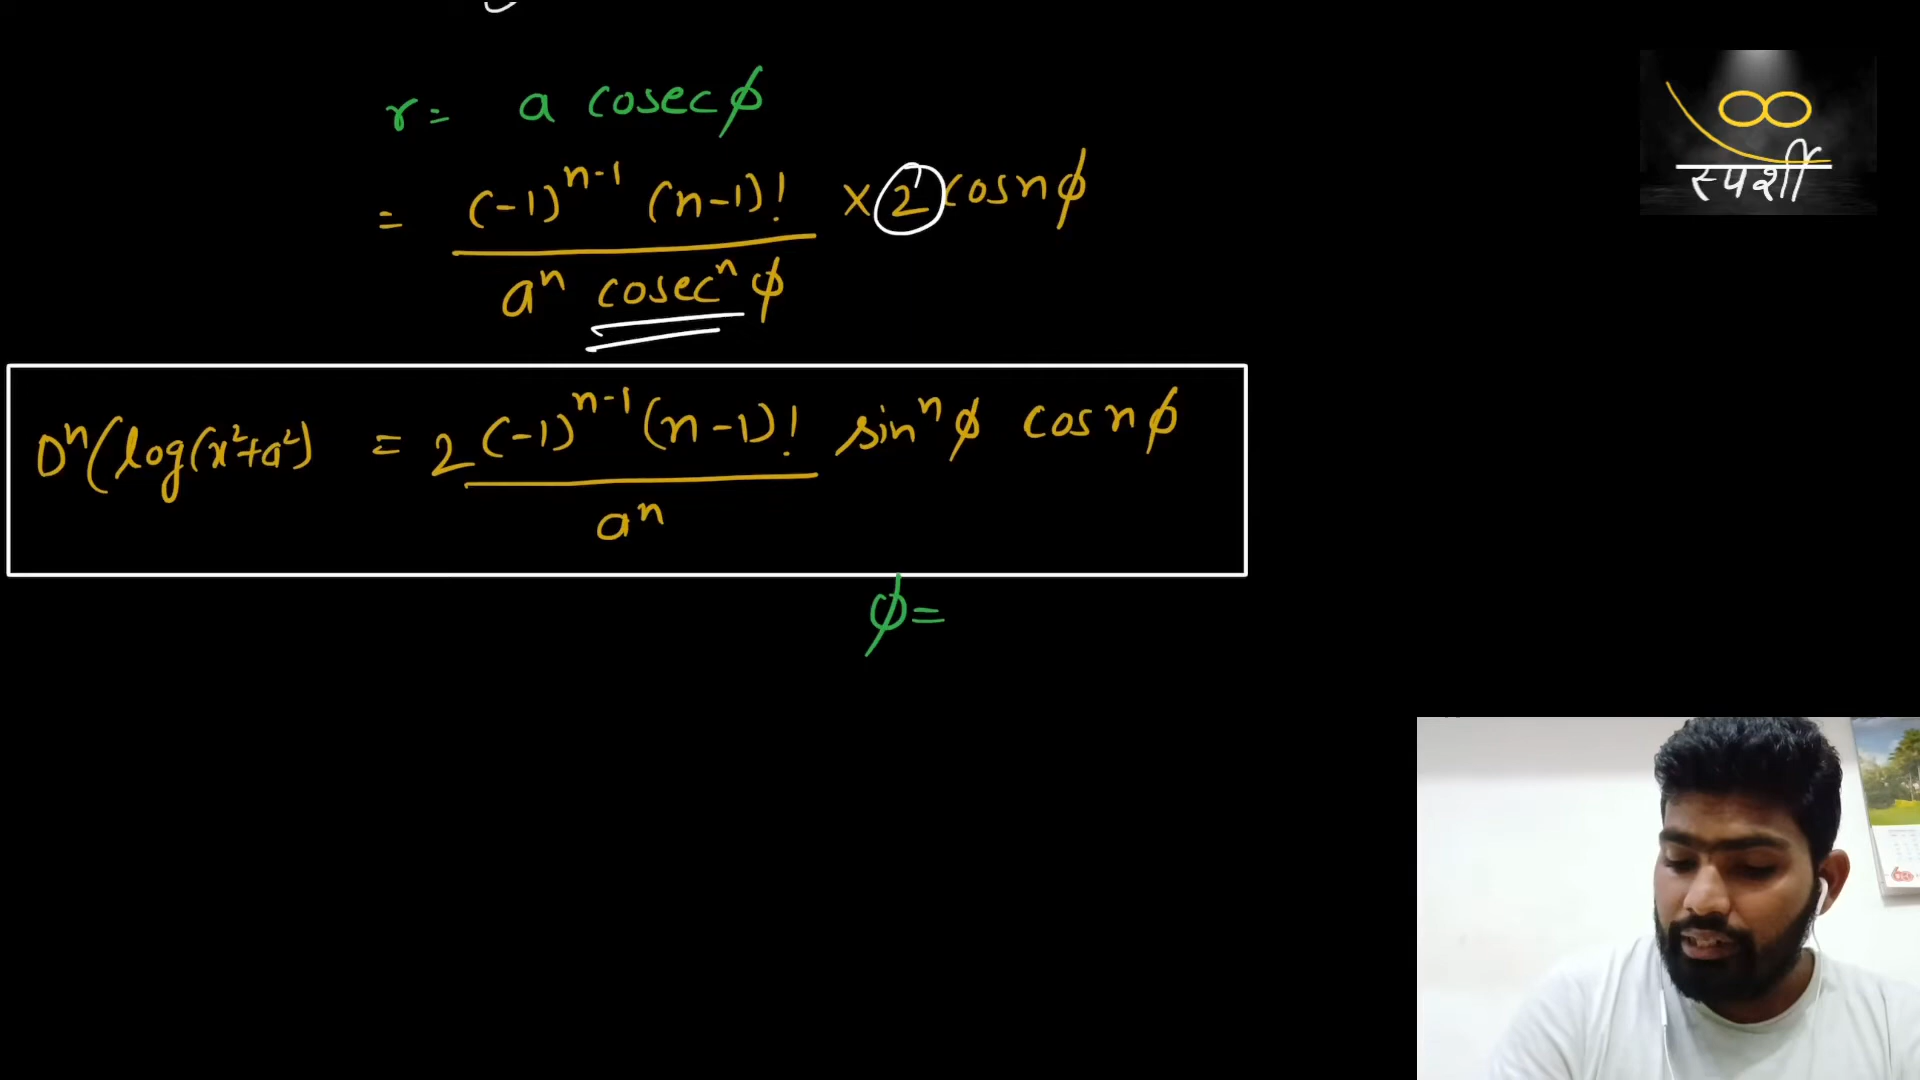 r = a cosec φ
= (-1)^{n-1} (n-1)! / a^n cosec^n φ × 2 cos nφ
D^n (log(x²+a²) = 2 (-1)^{n-1} (n-1)! / a^n sin^n φ cos nφ
φ =
स्पर्शी